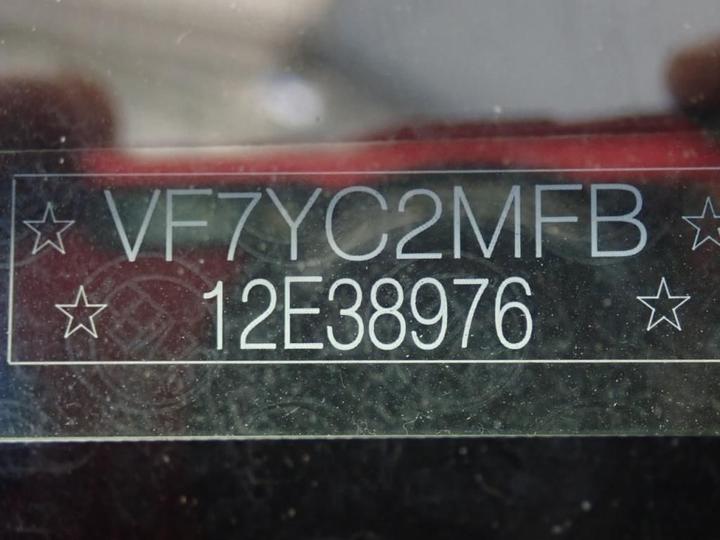 ☆ VF7YC2MFB ☆
☆ 12E38976 ☆